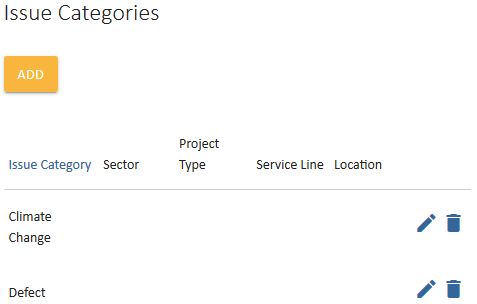 Issue Categories
ADD
Project
Issue Category Sector Type Service Line Location
Climate
Change
Defect